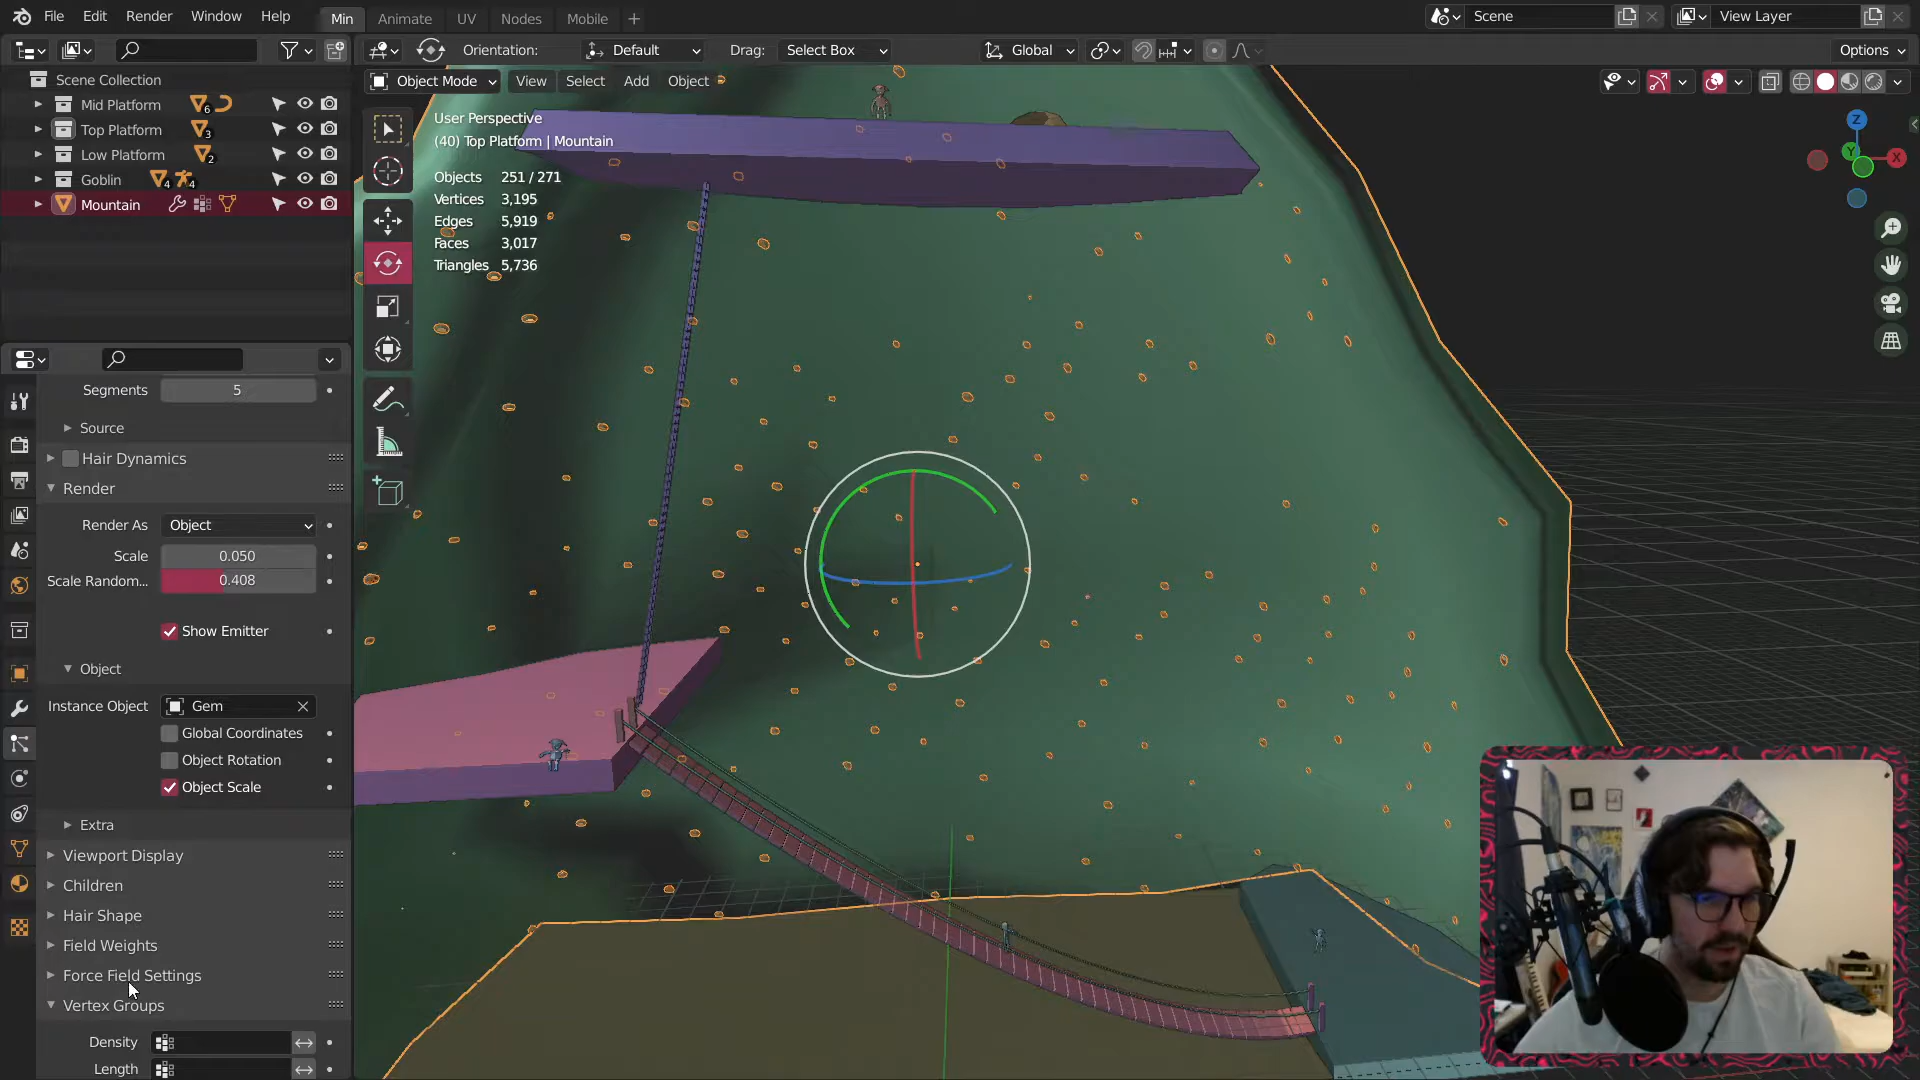 File Edit Render Window Help Min Animate UV Nodes Mobile + Scene View Layer
Orientation: Default Drag: Select Box Global Options
Object Mode View Select Add Object
Scene Collection
Mid Platform 6
Top Platform 3
Low Platform 2
Goblin 4 4
Mountain
User Perspective
(40) Top Platform | Mountain
Objects 251 / 271
Vertices 3,195
Edges 5,919
Faces 3,017
Triangles 5,736
Z
Y
X
Segments 5
Source
Hair Dynamics
Render
Render As Object
Scale 0.050
Scale Random... 0.408
Show Emitter
Object
Instance Object Gem
Global Coordinates
Object Rotation
Object Scale
Extra
Viewport Display
Children
Hair Shape
Field Weights
Force Field Settings
Vertex Groups
Density
Length